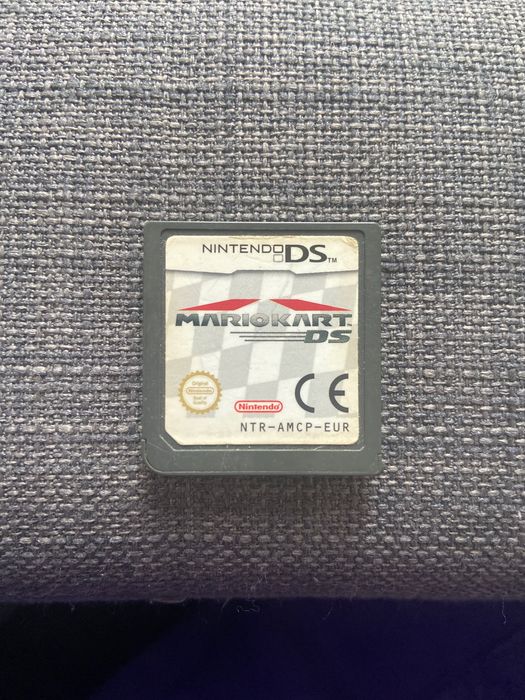 NINTENDO DS™
MARIOKART
DS
Original
Nintendo
Seal of
Quality
Nintendo
CE
NTR-AMCP-EUR